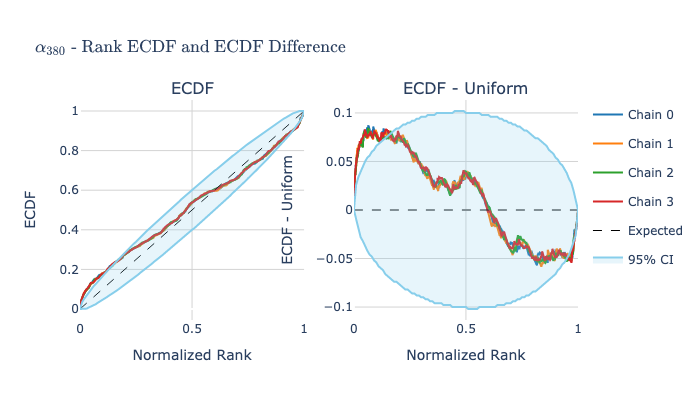 α₃₈₀ - Rank ECDF and ECDF Difference
ECDF
ECDF - Uniform
1
0.8
0.6
0.4
0.2
0
0
0.5
1
ECDF
Normalized Rank
0.1
0.05
0
−0.05
−0.1
0
0.5
1
ECDF - Uniform
Normalized Rank
Chain 0
Chain 1
Chain 2
Chain 3
Expected
95% CI